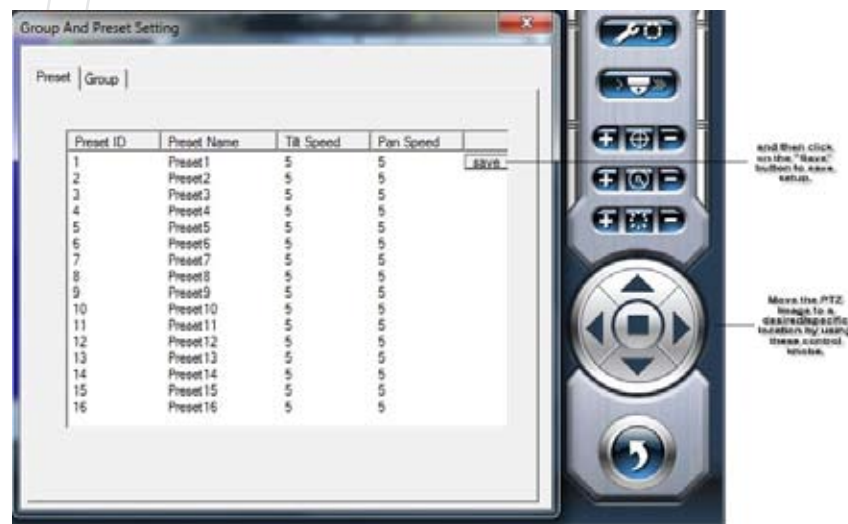 Group And Preset Setting
Preset Group
Preset ID Preset Name Tilt Speed Pan Speed
1 Preset1 5 5 save
2 Preset2 5 5
3 Preset3 5 5
4 Preset4 5 5
5 Preset5 5 5
6 Preset6 5 5
7 Preset7 5 5
8 Preset8 5 5
9 Preset9 5 5
10 Preset10 5 5
11 Preset11 5 5
12 Preset12 5 5
13 Preset13 5 5
14 Preset14 5 5
15 Preset15 5 5
16 Preset16 5 5
and then click
on the "Save"
button to save
setup.
Move the PTZ
image to a
desired/specific
location by using
these control
knobs.